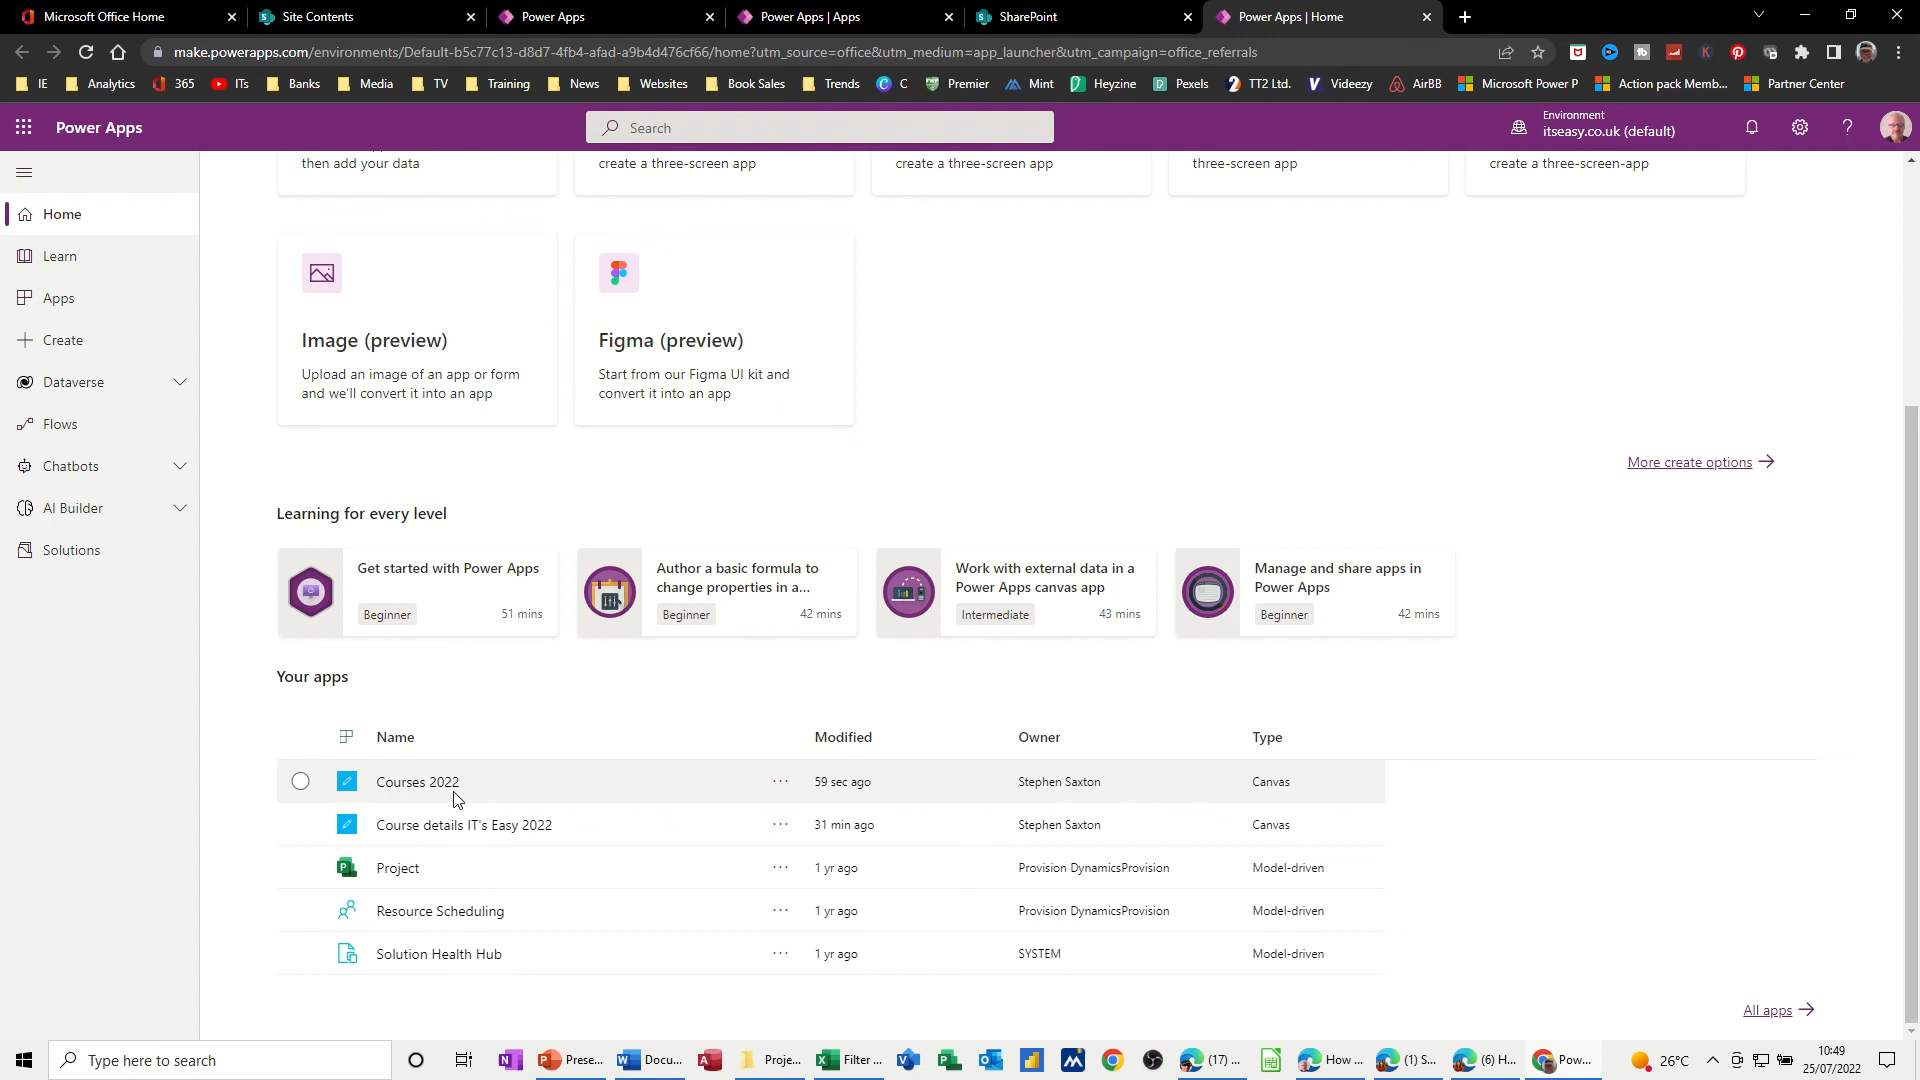 Microsoft Office Home
Site Contents
Power Apps
Power Apps | Apps
SharePoint
Power Apps | Home
make.powerapps.com/environments/Default-b5c77c13-d8d7-4fb4-afad-a9b4d476cf66/home?utm_source=office&utm_medium=app_launcher&utm_campaign=office_referrals
IE Analytics 365 ITs Banks Media TV Training News Websites Book Sales Trends C Premier Mint Heyzine Pexels TT2 Ltd. Videezy AirBB Microsoft Power P Action pack Memb... Partner Center
Power Apps
Search
Environment
itseasy.co.uk (default)
Home
Learn
Apps
Create
Dataverse
Flows
Chatbots
AI Builder
Solutions
then add your data
create a three-screen app
create a three-screen app
three-screen app
create a three-screen-app
Image (preview)
Upload an image of an app or form
and we'll convert it into an app
Figma (preview)
Start from our Figma UI kit and
convert it into an app
More create options
Learning for every level
Get started with Power Apps
Beginner 51 mins
Author a basic formula to
change properties in a...
Beginner 42 mins
Work with external data in a
Power Apps canvas app
Intermediate 43 mins
Manage and share apps in
Power Apps
Beginner 42 mins
Your apps
Name Modified Owner Type
Courses 2022 ... 59 sec ago Stephen Saxton Canvas
Course details IT's Easy 2022 ... 31 min ago Stephen Saxton Canvas
Project ... 1 yr ago Provision DynamicsProvision Model-driven
Resource Scheduling ... 1 yr ago Provision DynamicsProvision Model-driven
Solution Health Hub ... 1 yr ago SYSTEM Model-driven
All apps
Type here to search
Prese... Docu... Proje... Filter ... (17) ... How ... (1) S... (6) H... Pow...
26°C
10:49
25/07/2022